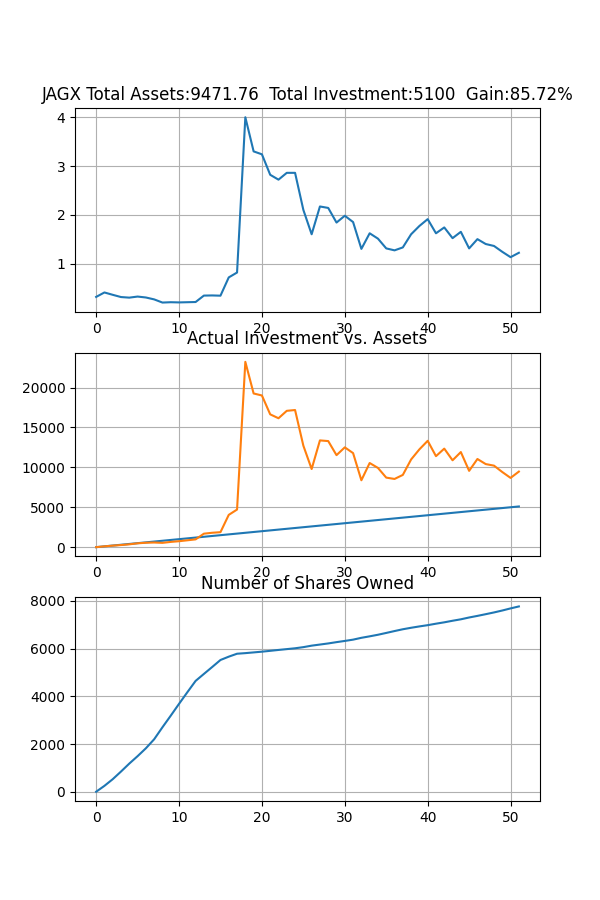 JAGX Total Assets:9471.76  Total Investment:5100  Gain:85.72%
4
3
2
1
0 10 20 30 40 50
Actual Investment vs. Assets
20000
15000
10000
5000
0
0 10 20 30 40 50
Number of Shares Owned
8000
6000
4000
2000
0
0 10 20 30 40 50